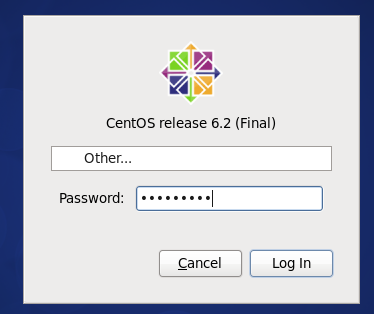 CentOS release 6.2 (Final)
Other...
Password: •••••••••
Cancel Log In